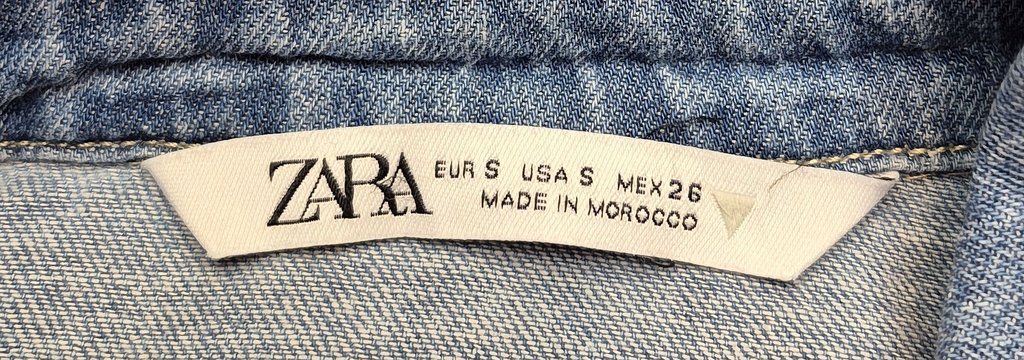 ZARA
EUR S USA S MEX 26
MADE IN MOROCCO